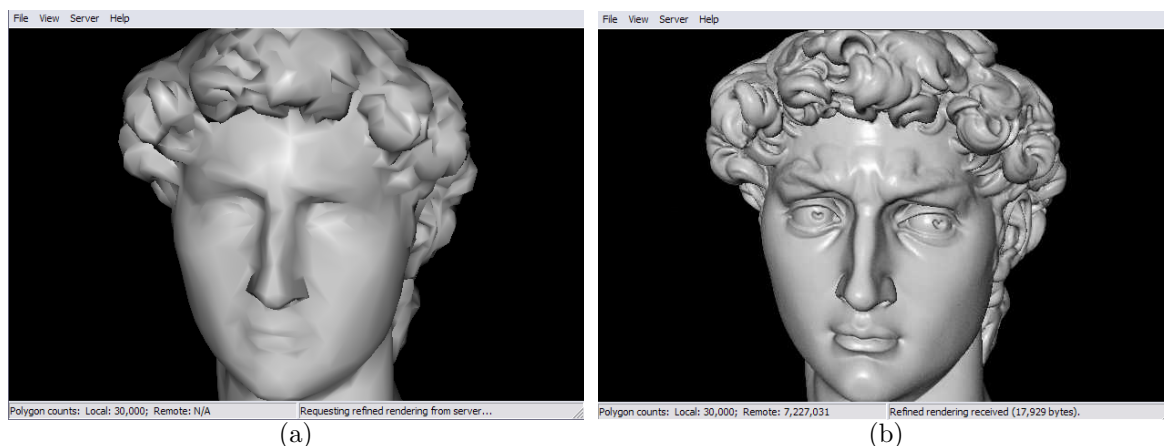 File View Server Help
Polygon counts: Local: 30,000; Remote: N/A
Requesting refined rendering from server...
(a)
File View Server Help
Polygon counts: Local: 30,000; Remote: 7,227,031
Refined rendering received (17,929 bytes).
(b)